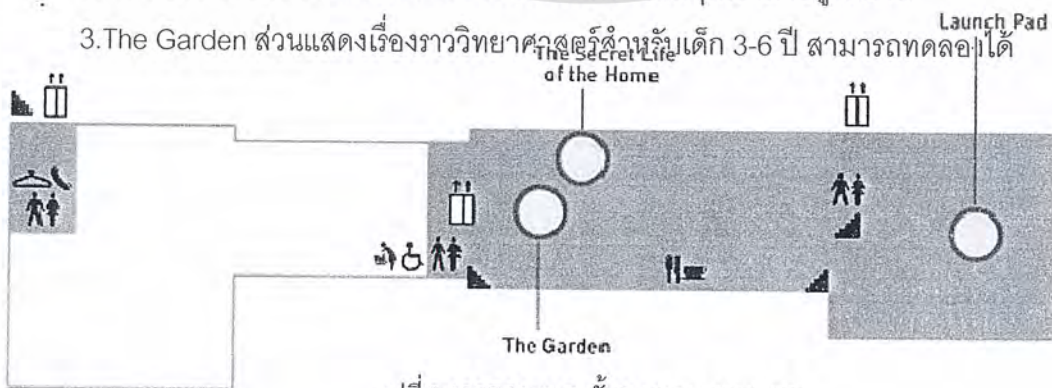 Launch Pad
3.The Garden ส่วนแสดงเรื่องราววิทยาศาสตร์สำหรับเด็ก 3-6 ปี สามารถทดลองได้
The Secret Life
of the Home
The Garden